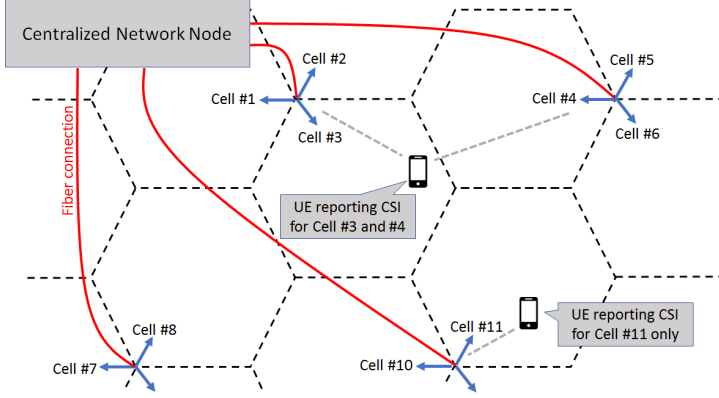 Centralized Network Node
Cell #2
Cell #1
Cell #3
Cell #5
Cell #4
Cell #6
Fiber connection
UE reporting CSI
for Cell #3 and #4
UE reporting CSI
for Cell #11 only
Cell #8
Cell #7
Cell #11
Cell #10